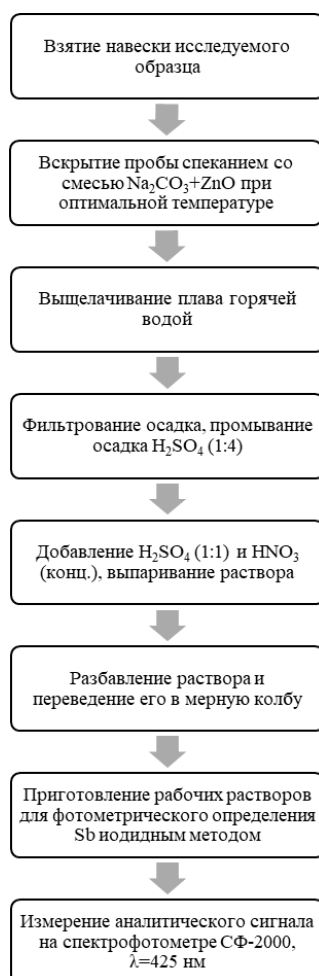 Взятие навески исследуемого
образца
Вскрытие пробы спеканием со
смесью Na₂CO₃+ZnO при
оптимальной температуре
Выщелачивание плава горячей
водой
Фильтрование осадка, промывание
осадка H₂SO₄ (1:4)
Добавление H₂SO₄ (1:1) и HNO₃
(конц.), выпаривание раствора
Разбавление раствора и
переведение его в мерную колбу
Приготовление рабочих растворов
для фотометрического определения
Sb иодидным методом
Измерение аналитического сигнала
на спектрофотометре СФ-2000,
λ=425 нм